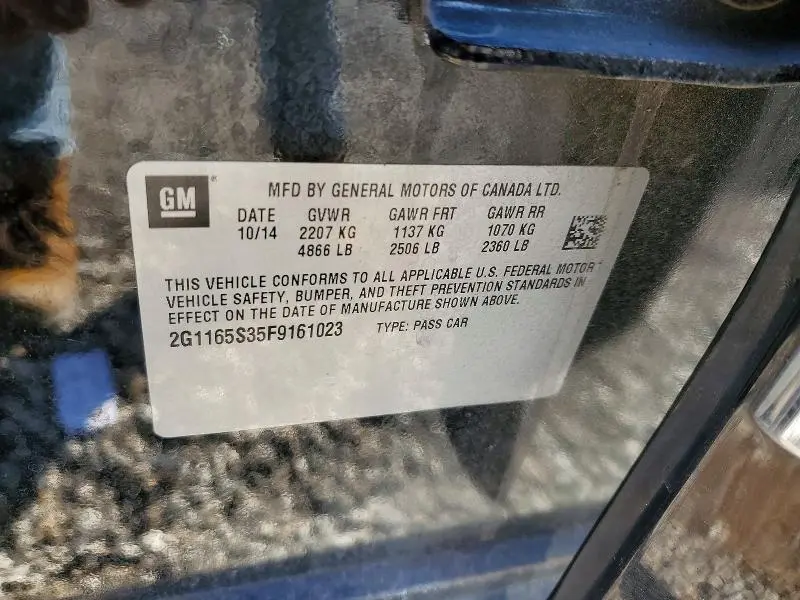 GM
MFD BY GENERAL MOTORS OF CANADA LTD.
DATE GVWR GAWR FRT GAWR RR
10/14 2207 KG 1137 KG 1070 KG
4866 LB 2506 LB 2360 LB
THIS VEHICLE CONFORMS TO ALL APPLICABLE U.S. FEDERAL MOTOR
VEHICLE SAFETY, BUMPER, AND THEFT PREVENTION STANDARDS IN
EFFECT ON THE DATE OF MANUFACTURE SHOWN ABOVE.
2G1165S35F9161023 TYPE: PASS CAR